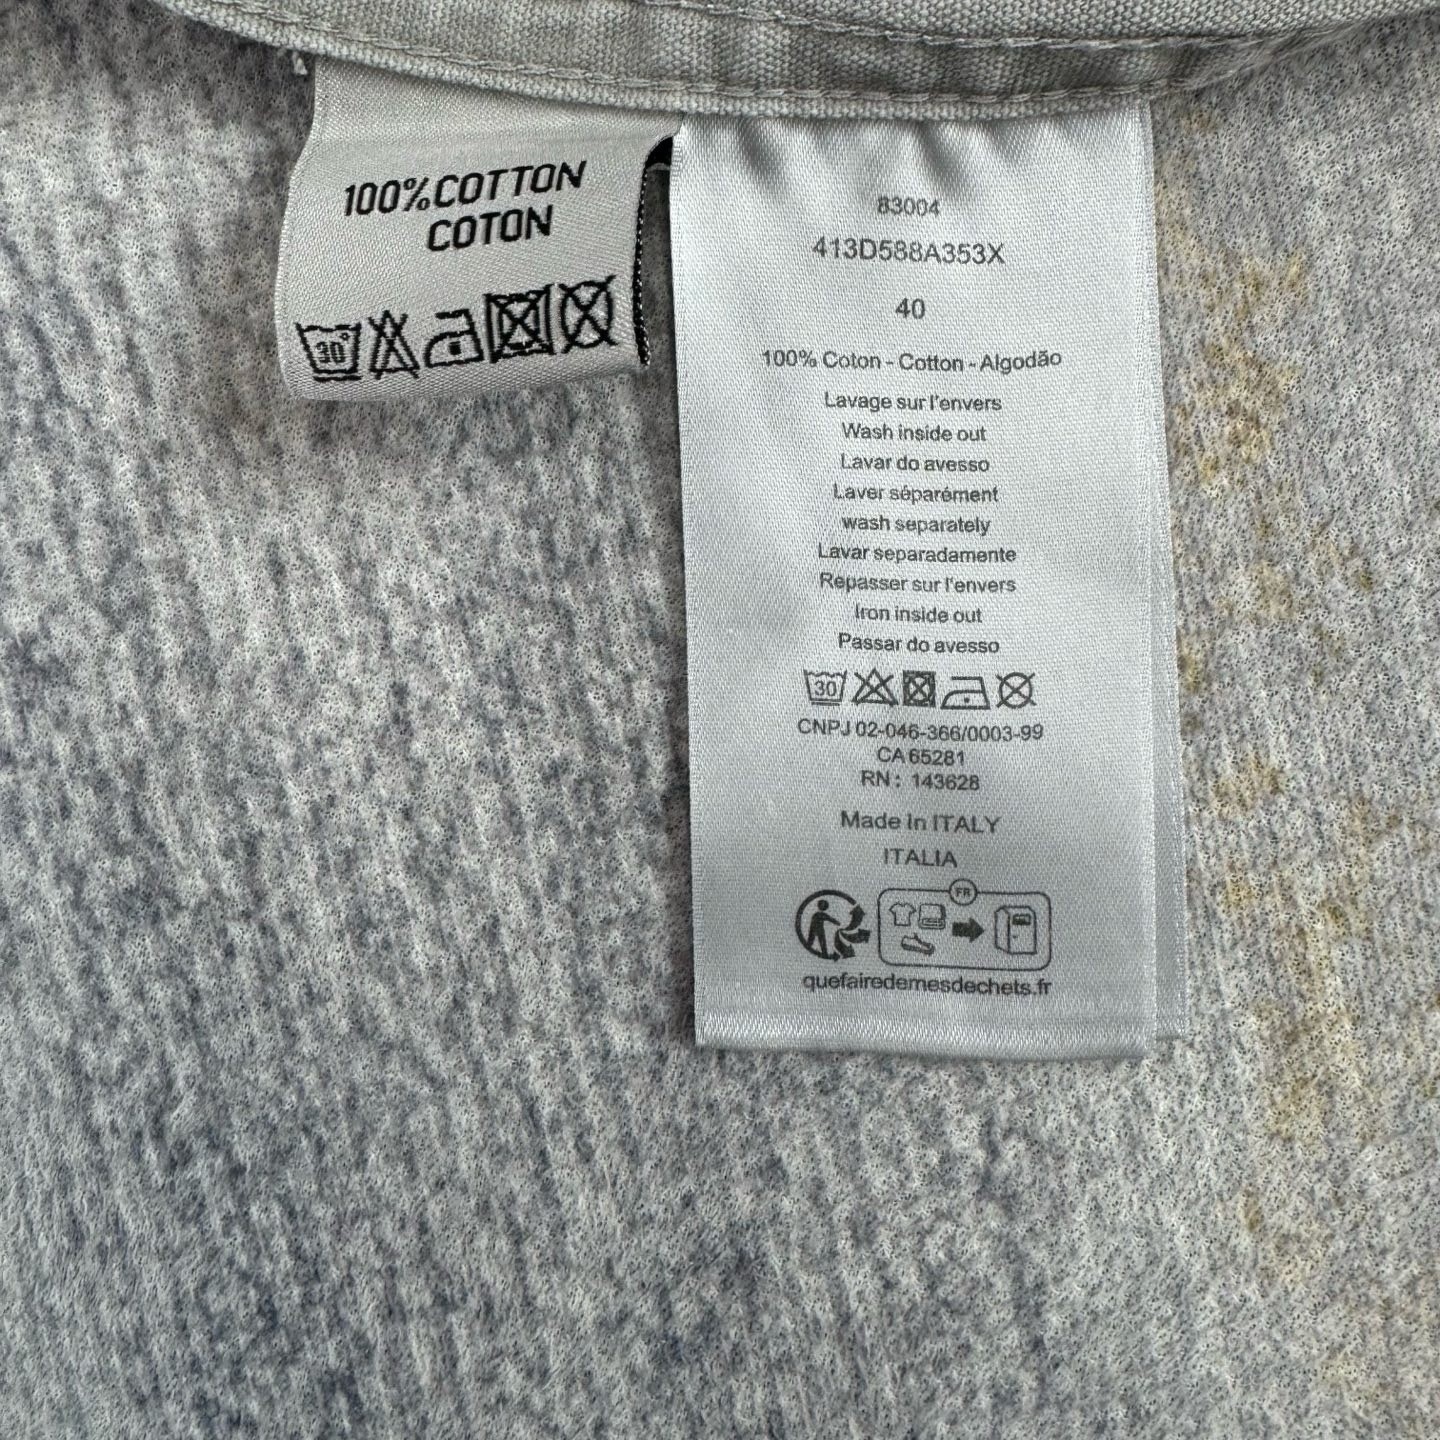 100%COTTON
COTON
30°
83004
413D588A353X
40
100% Coton - Cotton - Algodão
Lavage sur l'envers
Wash inside out
Lavar do avesso
Laver séparément
wash separately
Lavar separadamente
Repasser sur l'envers
Iron inside out
Passar do avesso
30
CNPJ 02-046-366/0003-99
CA 65281
RN : 143628
Made in ITALY
ITALIA
FR
quefairedemesdechets.fr